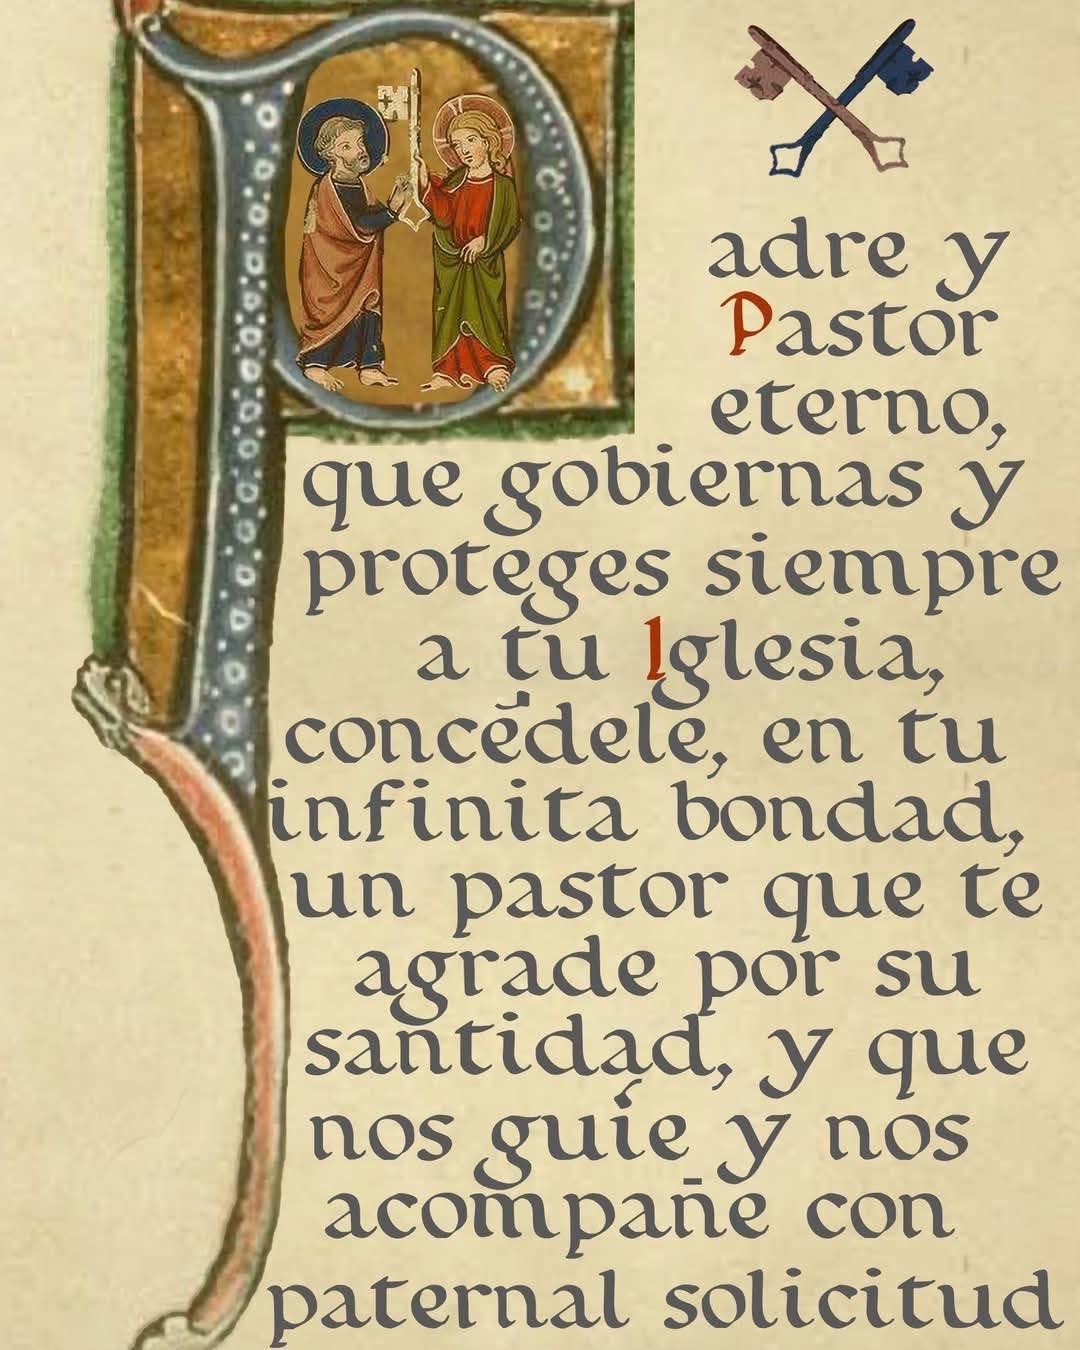 Padre y
Pastor
eterno,
que gobiernas y
proteges siempre
a tu Iglesia,
concédele, en tu
infinita bondad,
un pastor que te
agrade por su
santidad, y que
nos guíe y nos
acompañe con
paternal solicitud